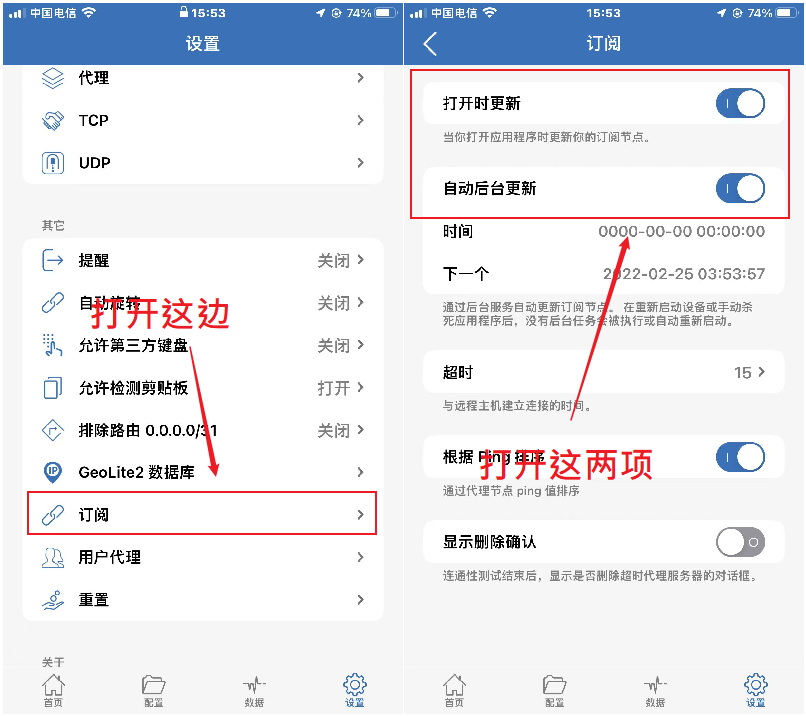 中国电信 15:53 74%
设置
代理
TCP
UDP
其它
提醒 关闭
自动旋转 关闭
打开这边
允许第三方键盘 关闭
允许检测剪贴板 打开
排除路由 0.0.0.0/31 关闭
GeoLite2 数据库
订阅
用户代理
重置
关于
首页 配置 数据 设置
中国电信 15:53 74%
订阅
打开时更新
当你打开应用程序时更新你的订阅节点。
自动后台更新
时间 0000-00-00 00:00:00
下一个 2022-02-25 03:53:57
通过后台服务自动更新订阅节点。 在重新启动设备或手动杀
死应用程序后，没有后台任务会被执行或自动重新启动。
超时 15
与远程主机建立连接的时间。
根据 Ping 排序
打开这两项
通过代理节点 ping 值排序
显示删除确认
连通性测试结束后，显示是否删除超时代理服务器的对话框。
首页 配置 数据 设置